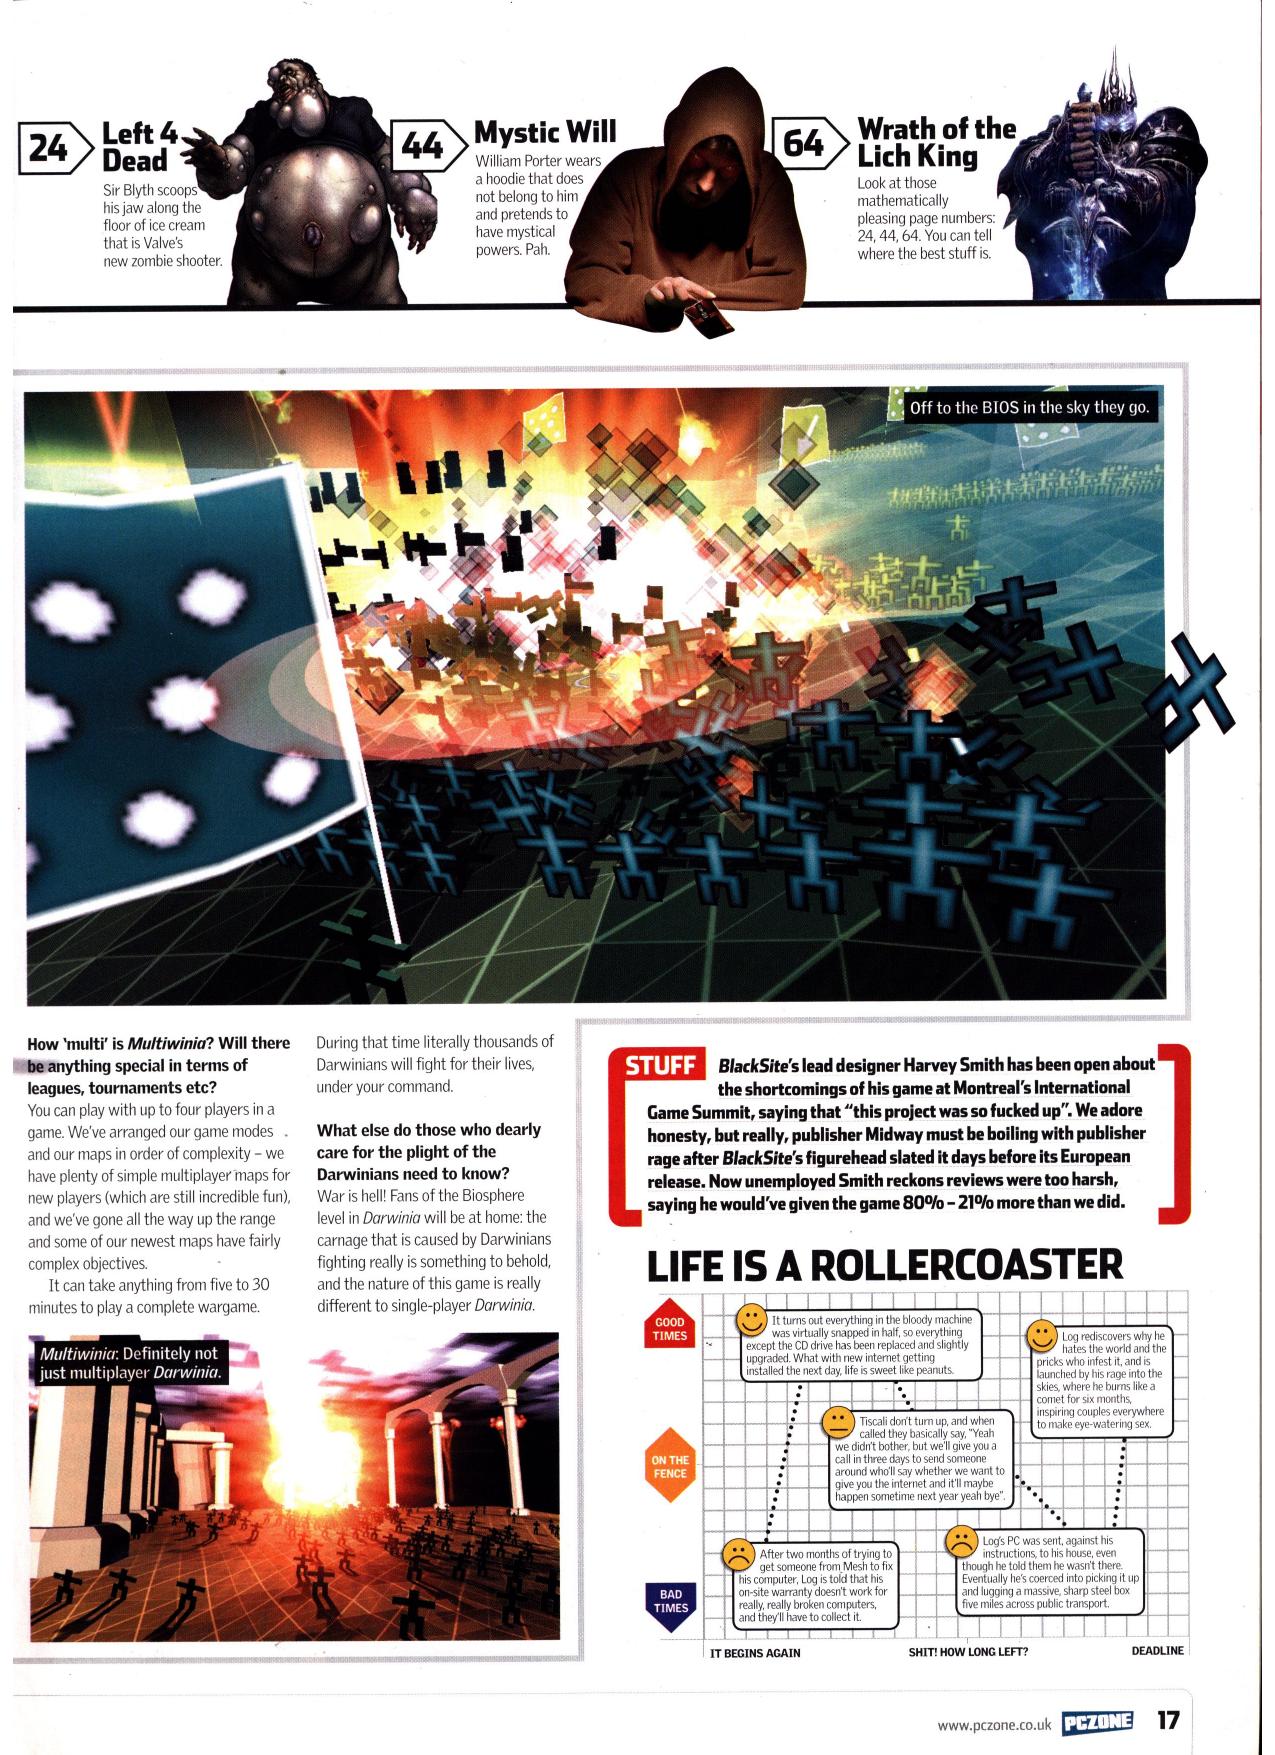 24
Left 4
Dead
Sir Blyth scoops
his jaw along the
floor of ice cream
that is Valve's
new zombie shooter.
44
Mystic Will
William Porter wears
a hoodie that does
not belong to him
and pretends to
have mystical
powers. Pah.
64
Wrath of the
Lich King
Look at those
mathematically
pleasing page numbers:
24, 44, 64. You can tell
where the best stuff is.
Off to the BIOS in the sky they go.
How 'multi' is Multiwinia? Will there
be anything special in terms of
leagues, tournaments etc?
You can play with up to four players in a
game. We've arranged our game modes
and our maps in order of complexity – we
have plenty of simple multiplayer maps for
new players (which are still incredible fun),
and we've gone all the way up the range
and some of our newest maps have fairly
complex objectives.
It can take anything from five to 30
minutes to play a complete wargame.
During that time literally thousands of
Darwinians will fight for their lives,
under your command.
What else do those who dearly
care for the plight of the
Darwinians need to know?
War is hell! Fans of the Biosphere
level in Darwinia will be at home: the
carnage that is caused by Darwinians
fighting really is something to behold,
and the nature of this game is really
different to single-player Darwinia.
Multiwinia: Definitely not
just multiplayer Darwinia.
STUFF BlackSite's lead designer Harvey Smith has been open about
the shortcomings of his game at Montreal's International
Game Summit, saying that "this project was so fucked up". We adore
honesty, but really, publisher Midway must be boiling with publisher
rage after BlackSite's figurehead slated it days before its European
release. Now unemployed Smith reckons reviews were too harsh,
saying he would've given the game 80% – 21% more than we did.
LIFE IS A ROLLERCOASTER
GOOD
TIMES
It turns out everything in the bloody machine
was virtually snapped in half, so everything
except the CD drive has been replaced and slightly
upgraded. What with new internet getting
installed the next day, life is sweet like peanuts.
Log rediscovers why he
hates the world and the
pricks who infest it, and is
launched by his rage into the
skies, where he burns like a
comet for six months,
inspiring couples everywhere
to make eye-watering sex.
ON THE
FENCE
Tiscali don't turn up, and when
called they basically say, "Yeah
we didn't bother, but we'll give you a
call in three days to send someone
around who'll say whether we want to
give you the internet and it'll maybe
happen sometime next year yeah bye".
BAD
TIMES
After two months of trying to
get someone from Mesh to fix
his computer, Log is told that his
on-site warranty doesn't work for
really, really broken computers,
and they'll have to collect it.
Log's PC was sent, against his
instructions, to his house, even
though he told them he wasn't there.
Eventually he's coerced into picking it up
and lugging a massive, sharp steel box
five miles across public transport.
IT BEGINS AGAIN
SHIT! HOW LONG LEFT?
DEADLINE
www.pczone.co.uk PCZONE 17